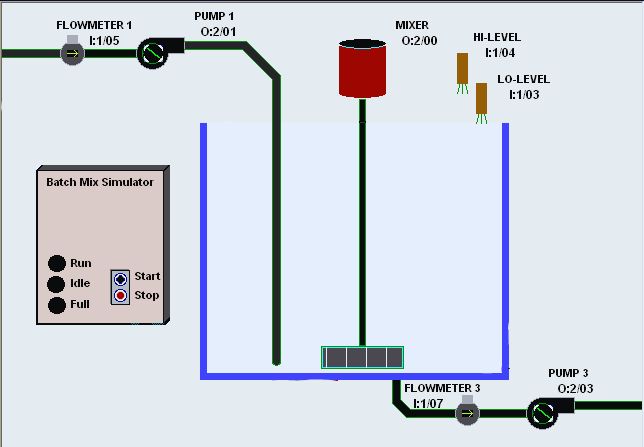 FLOWMETER 1
I:1/05
PUMP 1
O:2/01
MIXER
O:2/00
HI-LEVEL
I:1/04
LO-LEVEL
I:1/03
Batch Mix Simulator
Run
Idle
Full
Start
Stop
FLOWMETER 3
I:1/07
PUMP 3
O:2/03